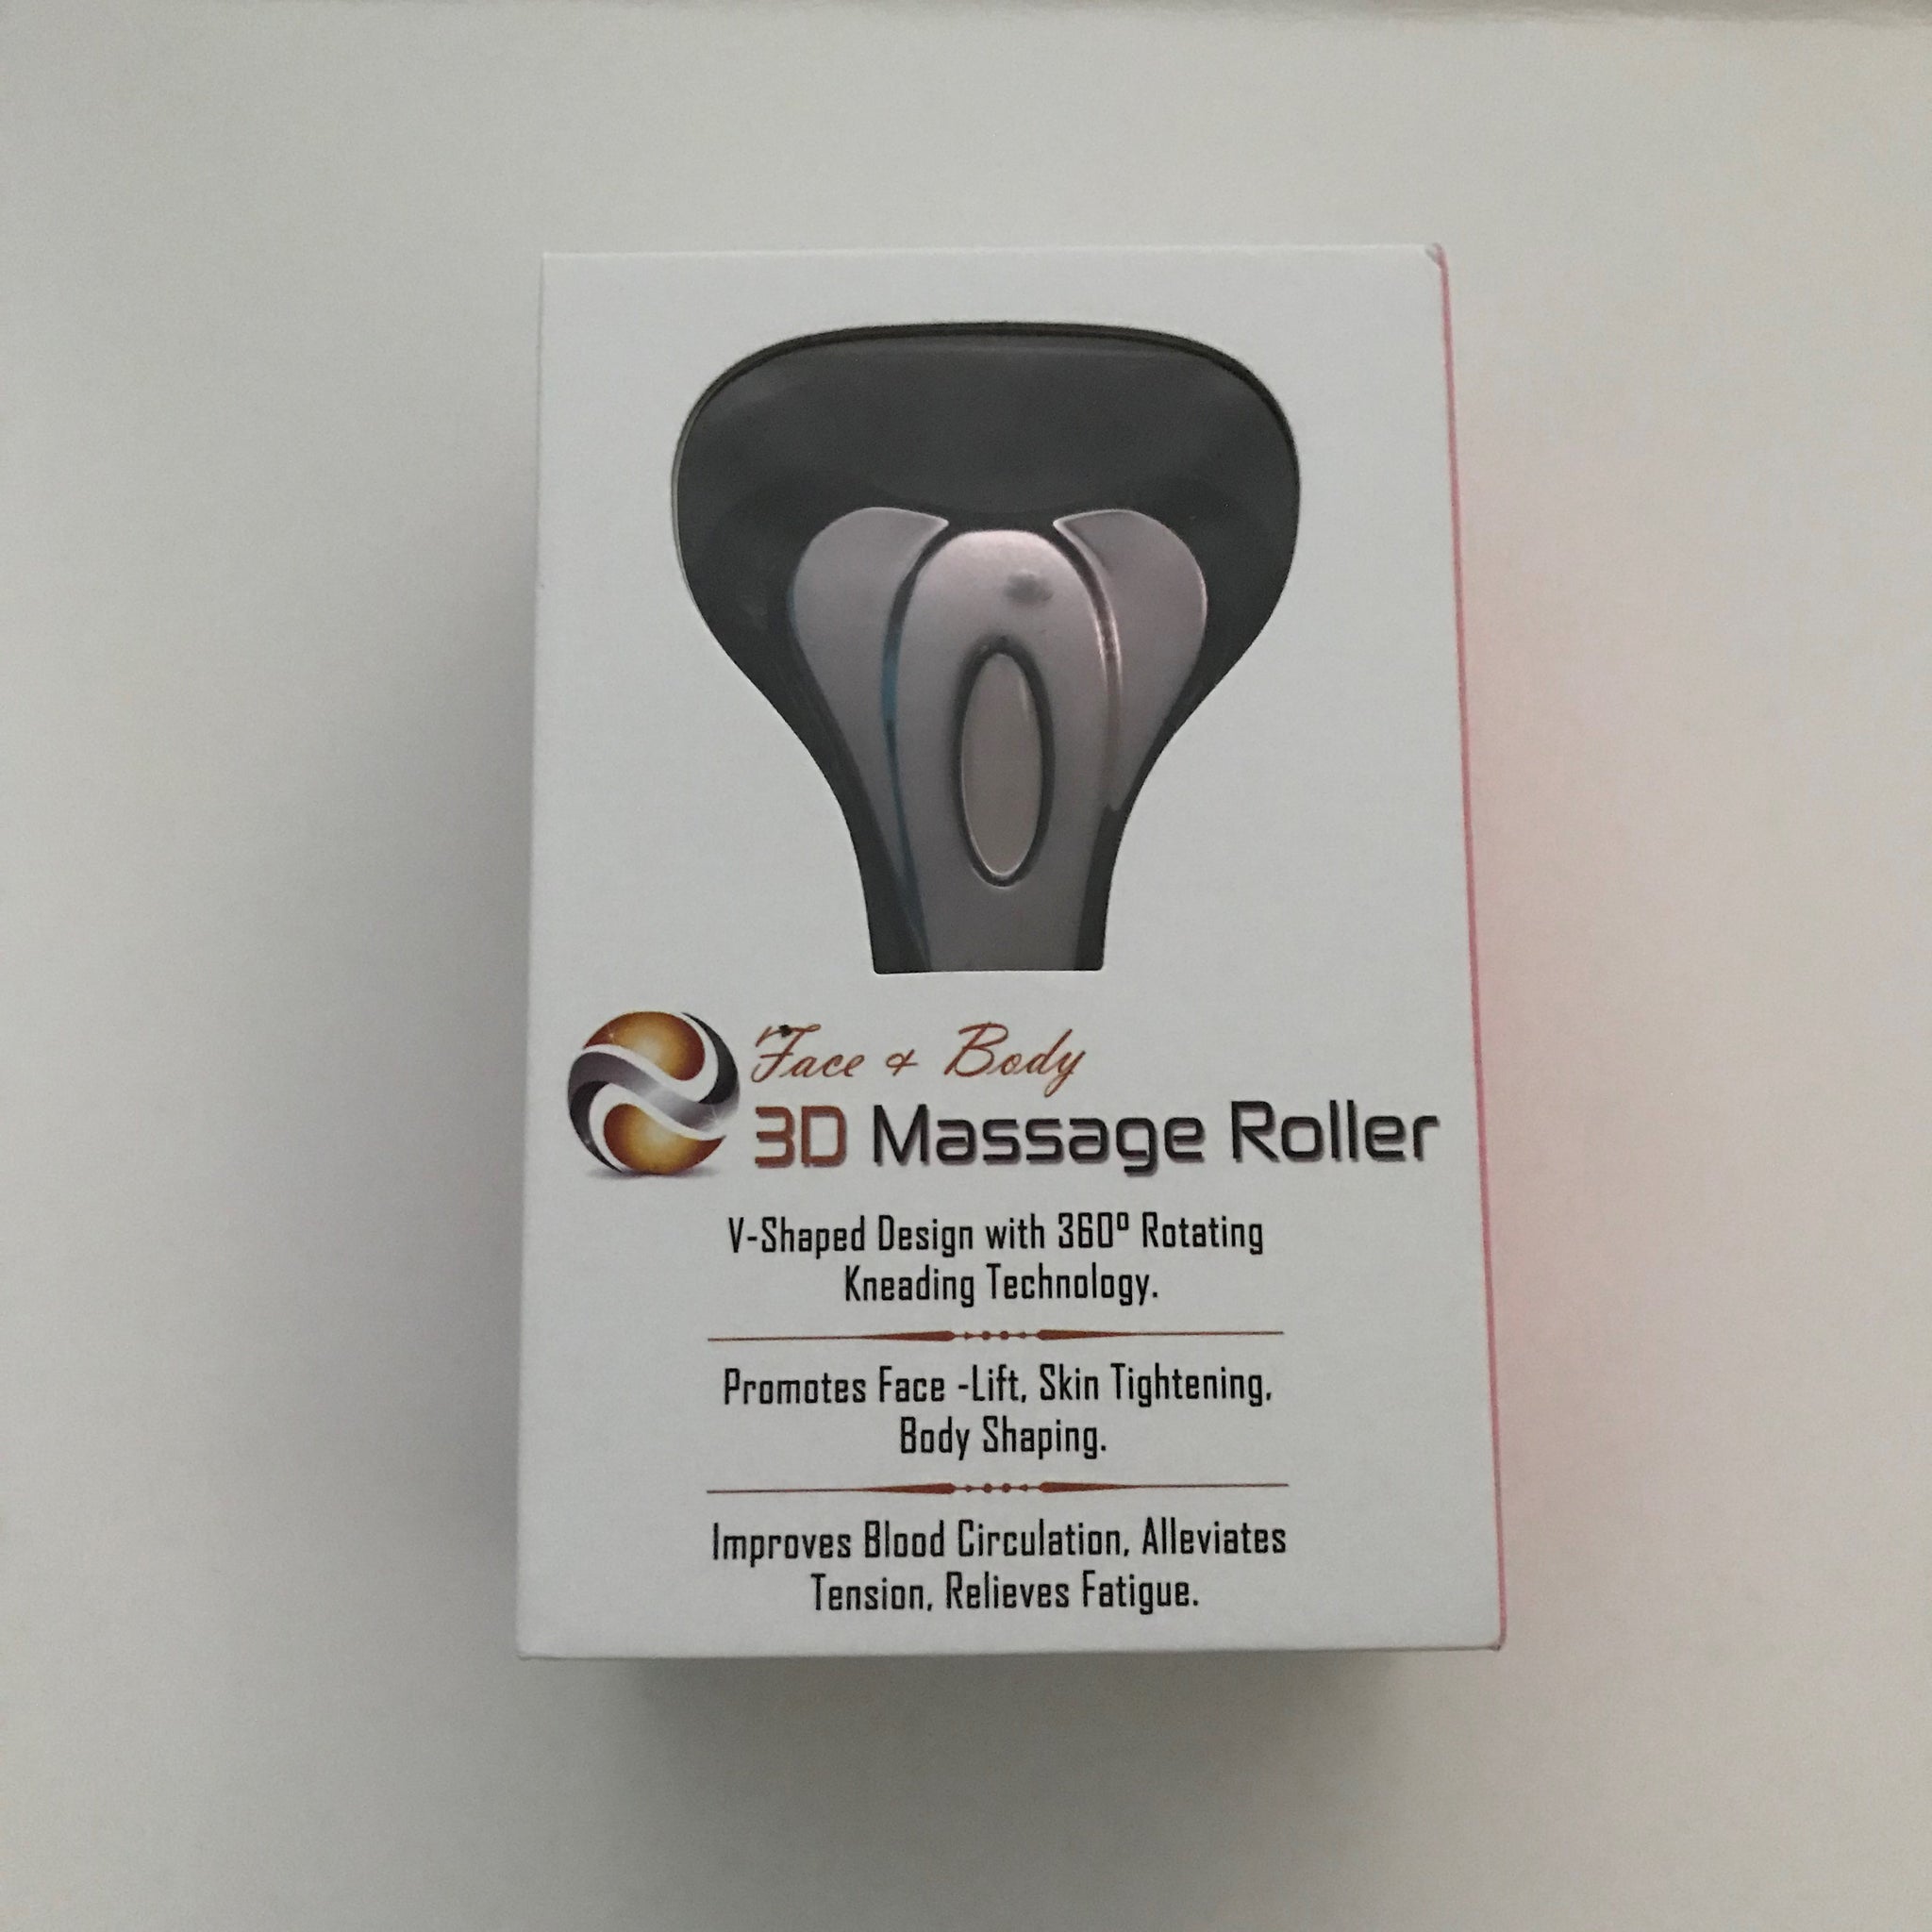 Face & Body
3D Massage Roller
V-Shaped Design with 360º Rotating
Kneading Technology.
Promotes Face -Lift, Skin Tightening,
Body Shaping.
Improves Blood Circulation, Alleviates
Tension, Relieves Fatigue.